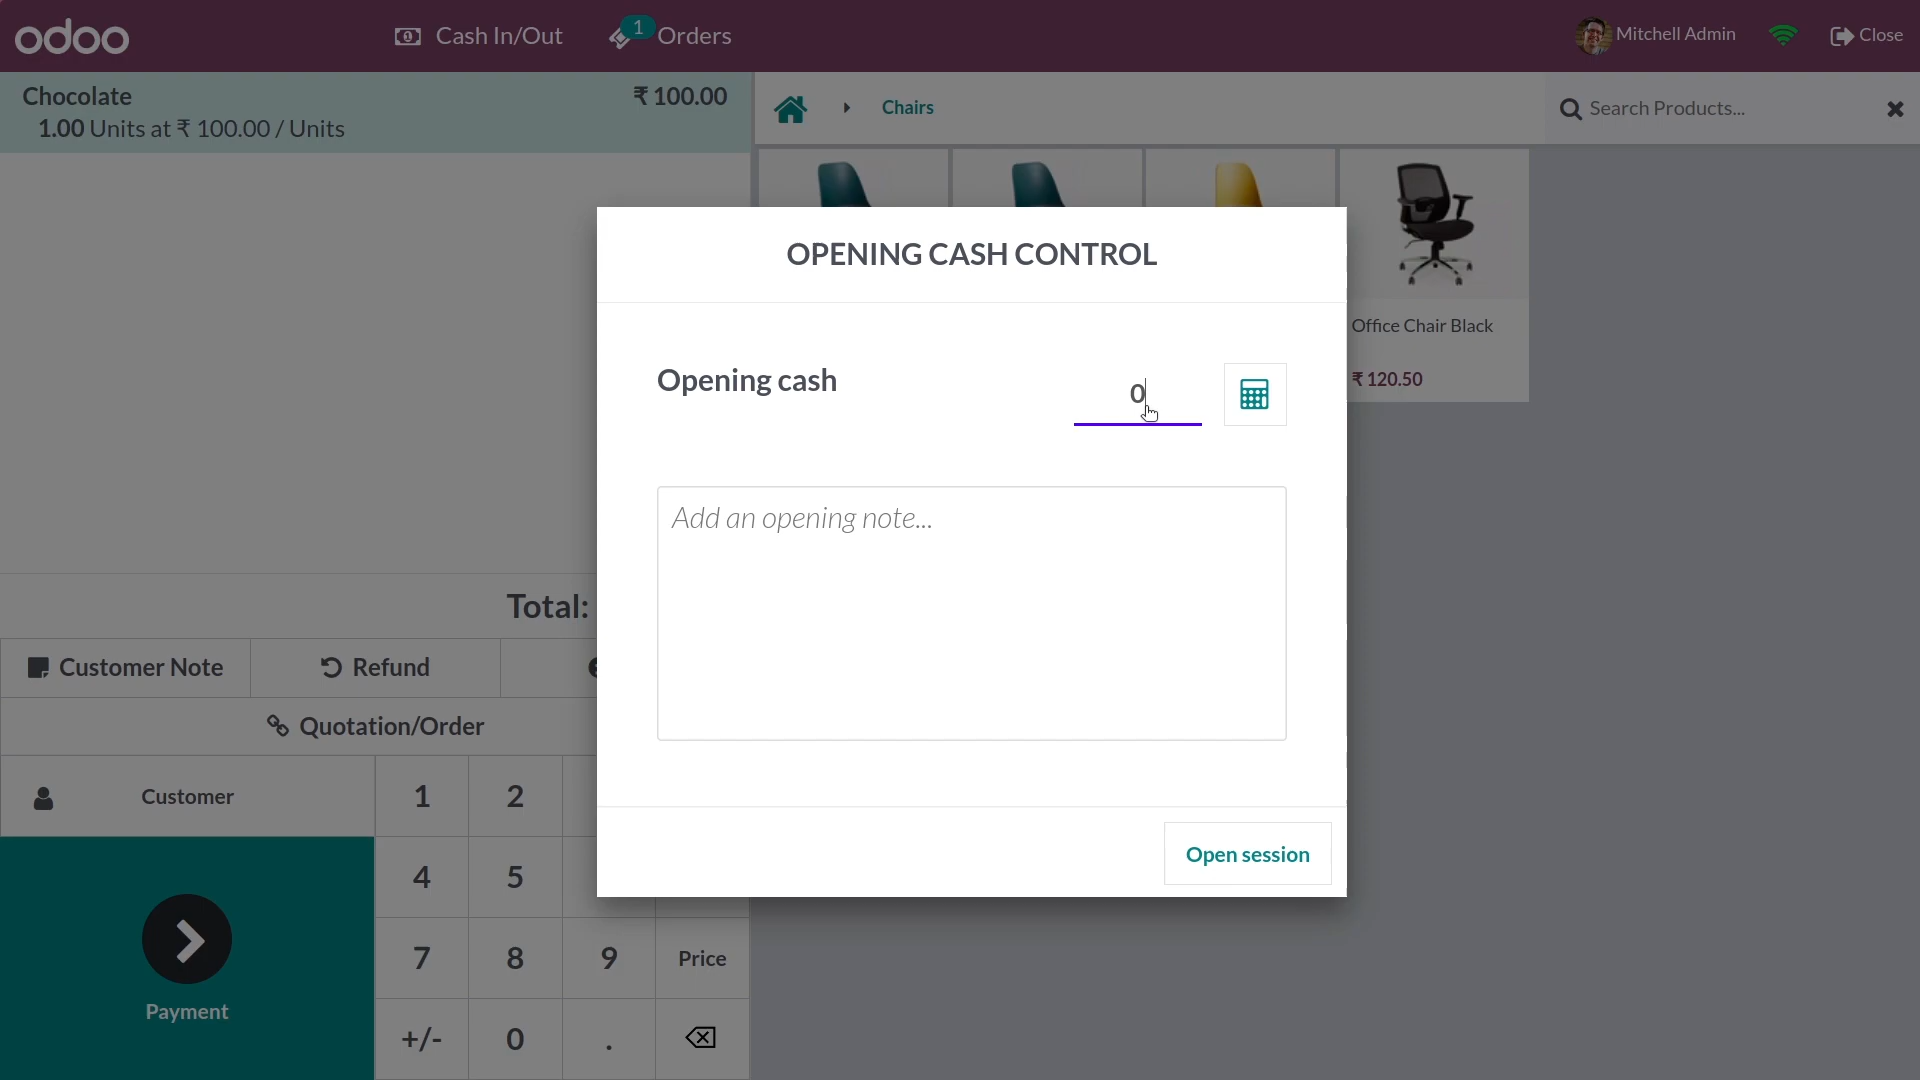 odoo
Cash In/Out
1
Orders
Mitchell Admin
Close
Chocolate
₹ 100.00
1.00 Units at ₹ 100.00 / Units
Chairs
Search Products...
OPENING CASH CONTROL
Opening cash
0
Office Chair Black
₹ 120.50
Add an opening note...
Total:
Customer Note
Refund
Quotation/Order
Customer
1
2
Open session
4
5
7
8
9
Price
Payment
+/-
0
.